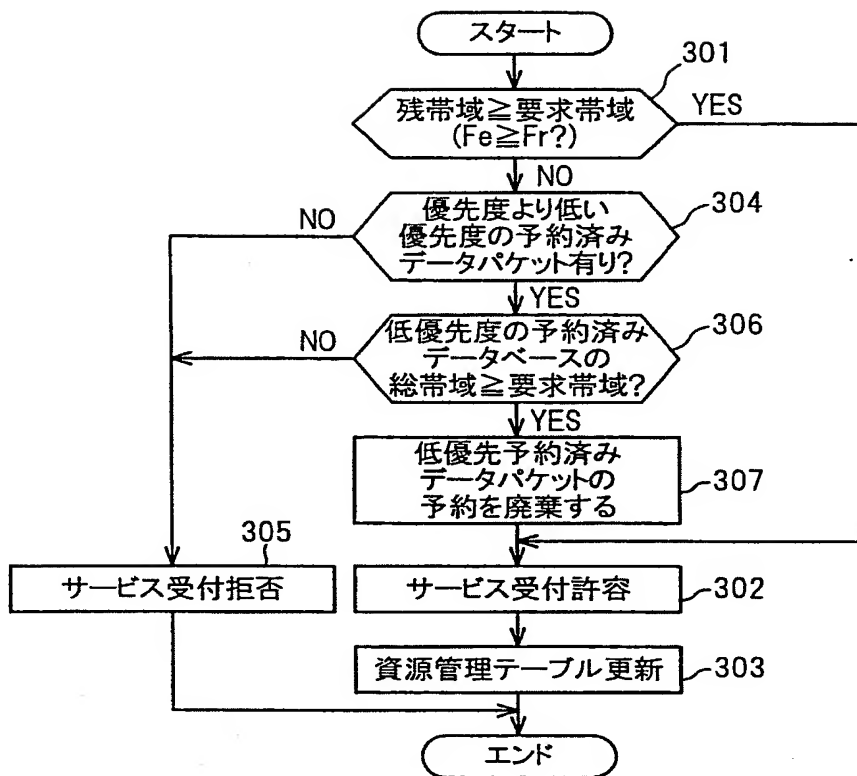 スタート
301
残帯域≧要求帯域
(Fe≧Fr?)
YES
NO
304
優先度より低い
優先度の予約済み
データパケット有り?
NO
YES
306
低優先度の予約済み
データベースの
総帯域≧要求帯域?
NO
YES
低優先予約済み
データパケットの
予約を廃棄する
307
305
サービス受付拒否
サービス受付許容
302
資源管理テーブル更新
303
エンド